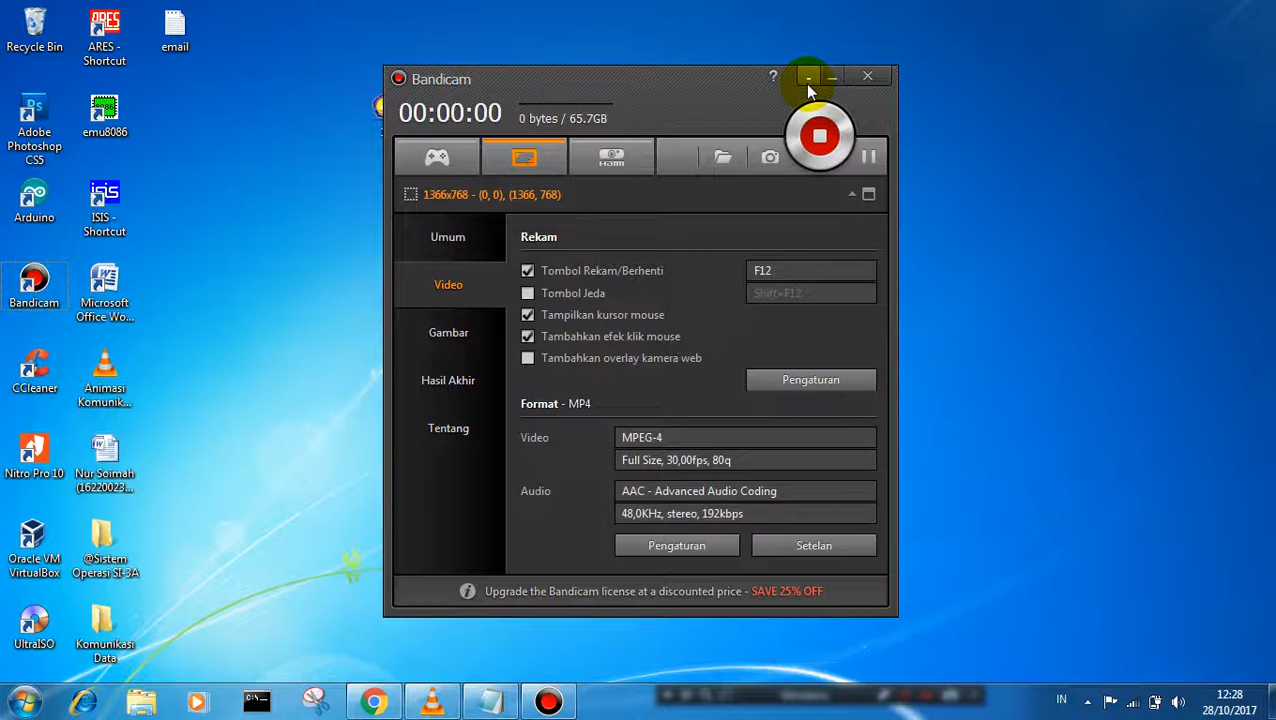 Recycle Bin
ARES -
Shortcut
email
Adobe
Photoshop
CS5
emu8086
Arduino
ISIS -
Shortcut
Bandicam
Microsoft
Office Wo...
CCleaner
Animasi
Komunik...
Nitro Pro 10
Nur Soimah
(16220023...
Oracle VM
VirtualBox
@Sistem
Operasi SI-3A
UltraISO
Komunikasi
Data
Bandicam
?
00:00:00
0 bytes / 65.7GB
HDMI
1366x768 - (0, 0), (1366, 768)
Umum
Video
Gambar
Hasil Akhir
Tentang
Rekam
Tombol Rekam/Berhenti
F12
Tombol Jeda
Shift+F12
Tampilkan kursor mouse
Tambahkan efek klik mouse
Tambahkan overlay kamera web
Pengaturan
Format - MP4
Video
MPEG-4
Full Size, 30,00fps, 80q
Audio
AAC - Advanced Audio Coding
48,0KHz, stereo, 192kbps
Pengaturan
Setelan
Upgrade the Bandicam license at a discounted price - SAVE 25% OFF
IN
12:28
28/10/2017